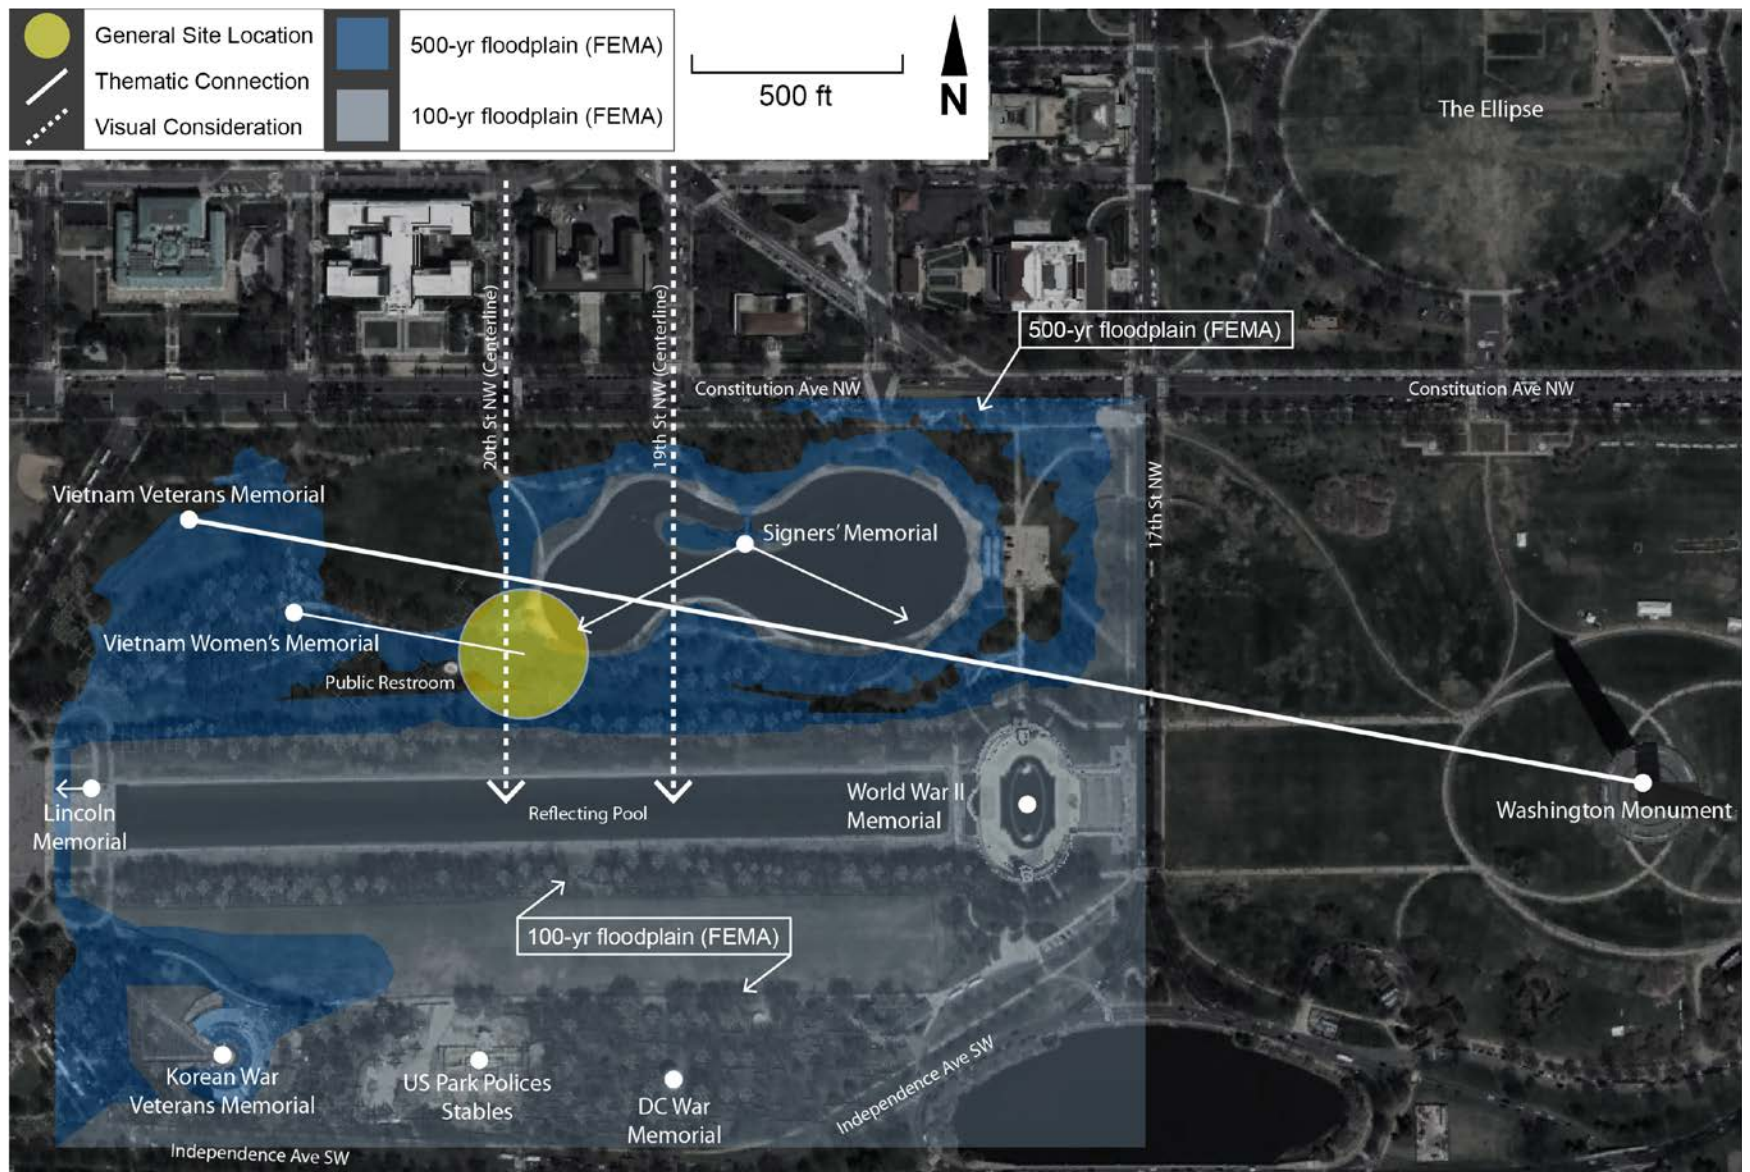 General Site Location
Thematic Connection
Visual Consideration
500-yr floodplain (FEMA)
100-yr floodplain (FEMA)
500 ft
N
The Ellipse
20th St NW (Centerline)
19th St NW (Centerline)
500-yr floodplain (FEMA)
Constitution Ave NW
Constitution Ave NW
17th St NW
Vietnam Veterans Memorial
Signers' Memorial
Vietnam Women's Memorial
Public Restroom
Lincoln
Memorial
Reflecting Pool
World War II
Memorial
Washington Monument
100-yr floodplain (FEMA)
Korean War
Veterans Memorial
US Park Polices
Stables
DC War
Memorial
Independence Ave SW
Independence Ave SW